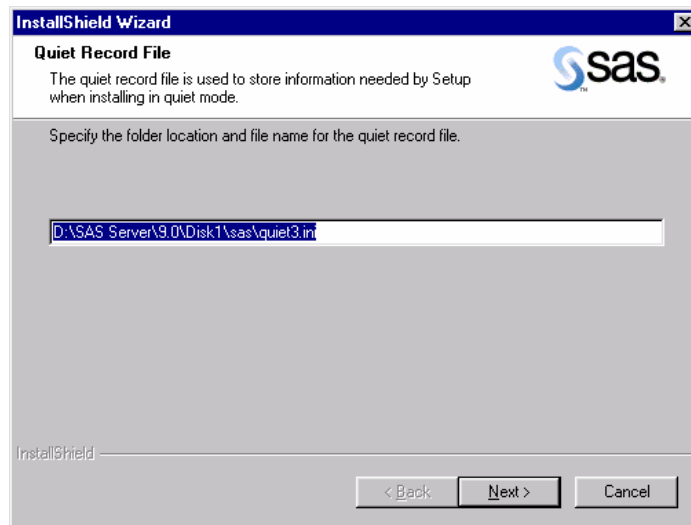 InstallShield Wizard
Quiet Record File
The quiet record file is used to store information needed by Setup
when installing in quiet mode.
sas.
TM
Specify the folder location and file name for the quiet record file.
D:\SAS Server\9.0\Disk1\sas\quiet3.ini
InstallShield
< Back
Next >
Cancel